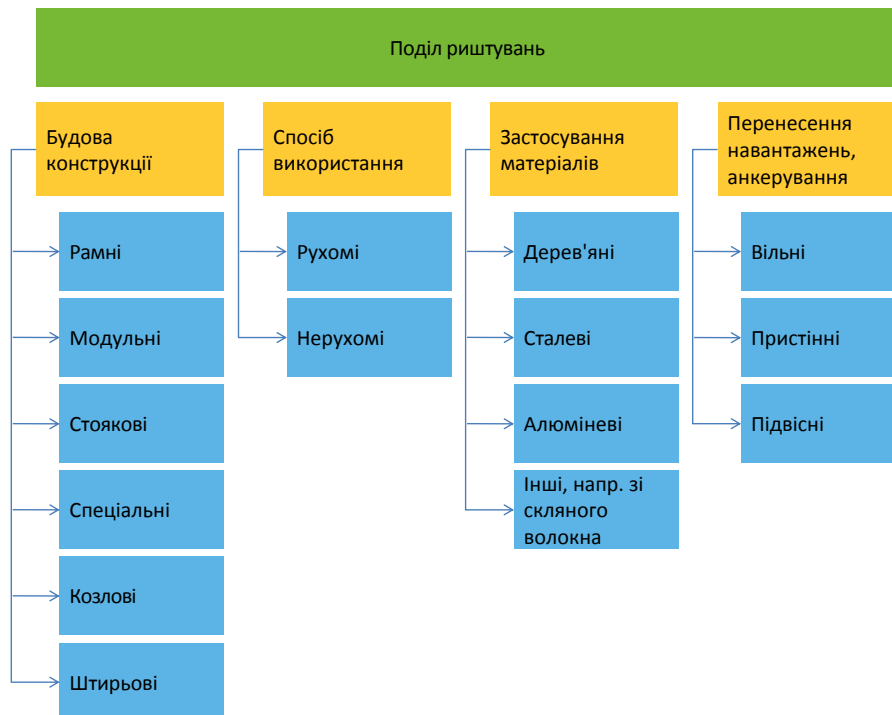 Поділ риштувань
Будова
конструкції
Рамні
Модульні
Стоякові
Спеціальні
Козлові
Штирьові
Спосіб
використання
Рухомі
Нерухомі
Застосування
матеріалів
Дерев'яні
Сталеві
Алюміневі
Інші, напр. зі
скляного
волокна
Перенесення
навантажень,
анкерування
Вільні
Пристінні
Підвісні